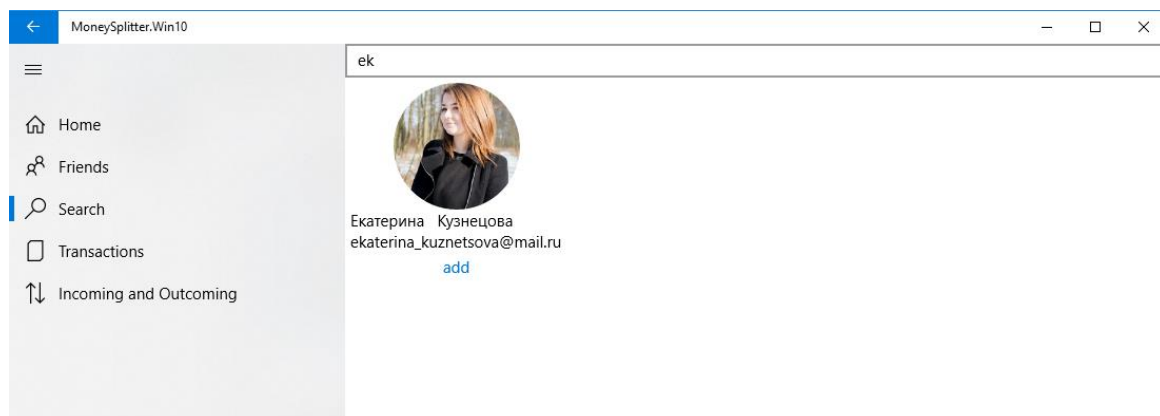 MoneySplitter.Win10
ek
Home
Friends
Search
Transactions
Incoming and Outcoming
Екатерина Кузнецова
ekaterina_kuznetsova@mail.ru
add